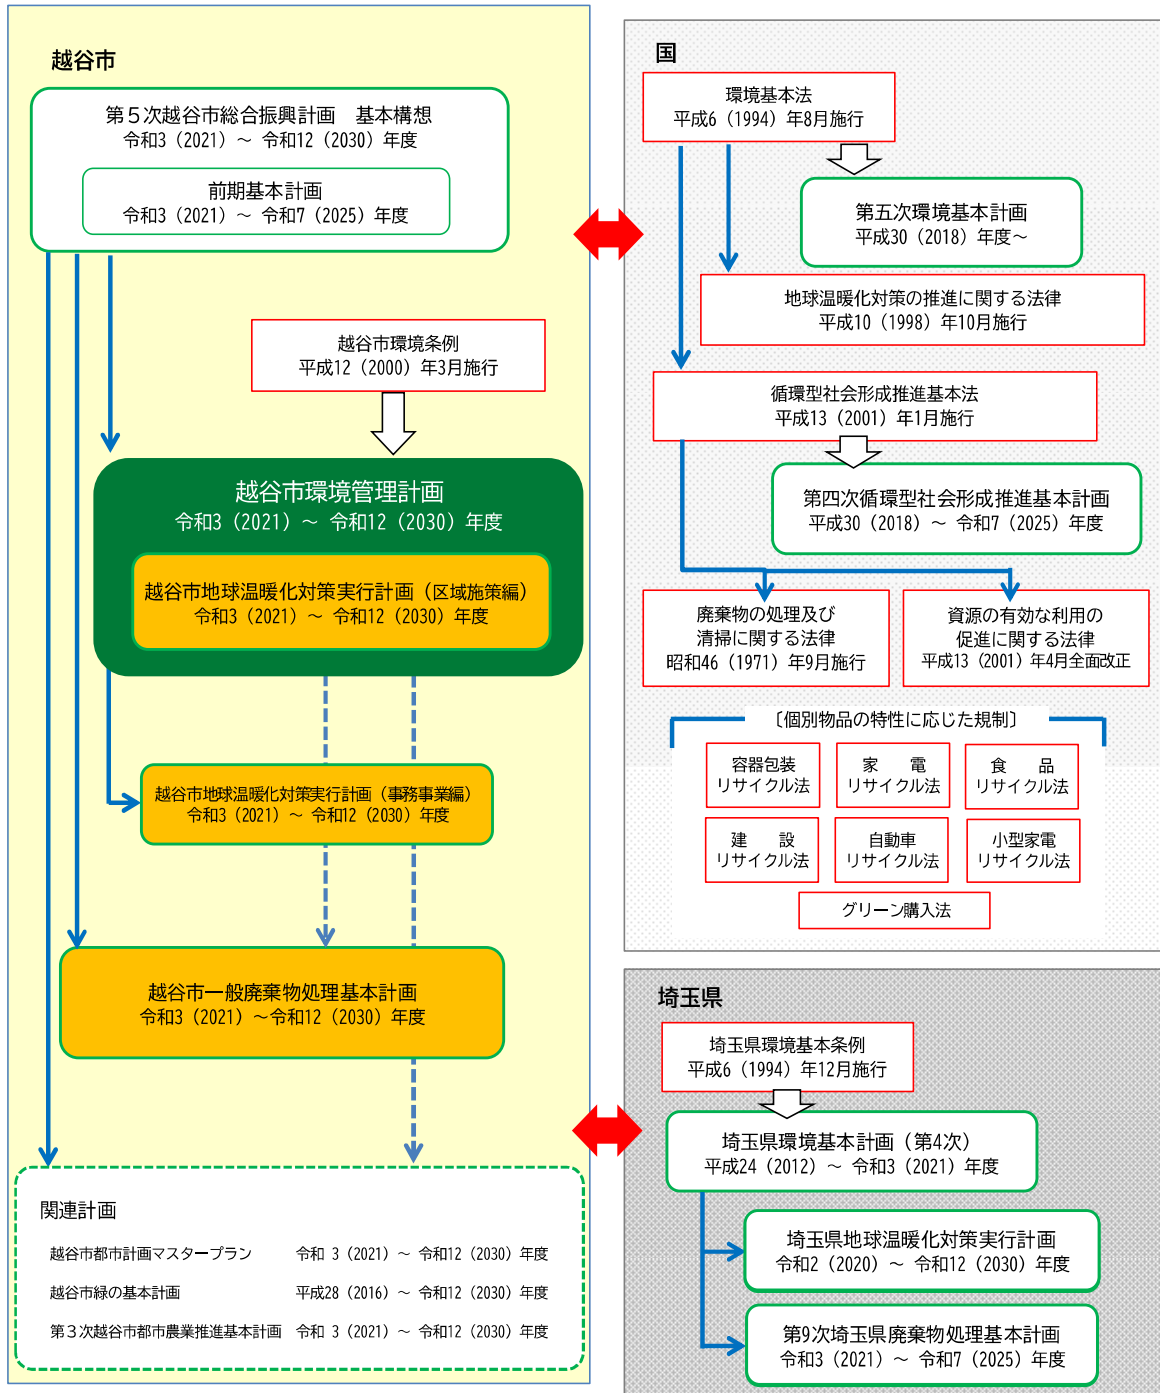 越谷市
第５次越谷市総合振興計画　基本構想
令和3（2021）～ 令和12（2030）年度
前期基本計画
令和3（2021）～ 令和7（2025）年度
越谷市環境条例
平成12（2000）年3月施行
越谷市環境管理計画
令和3（2021）～ 令和12（2030）年度
越谷市地球温暖化対策実行計画（区域施策編）
令和3（2021）～ 令和12（2030）年度
越谷市地球温暖化対策実行計画（事務事業編）
令和3（2021）～ 令和12（2030）年度
越谷市一般廃棄物処理基本計画
令和3（2021）～令和12（2030）年度
関連計画
越谷市都市計画マスタープラン　令和 3（2021）～ 令和12（2030）年度
越谷市緑の基本計画　平成28（2016）～ 令和12（2030）年度
第３次越谷市都市農業推進基本計画　令和 3（2021）～ 令和12（2030）年度
国
環境基本法
平成6（1994）年8月施行
第五次環境基本計画
平成30（2018）年度～
地球温暖化対策の推進に関する法律
平成10（1998）年10月施行
循環型社会形成推進基本法
平成13（2001）年1月施行
第四次循環型社会形成推進基本計画
平成30（2018）～ 令和7（2025）年度
廃棄物の処理及び
清掃に関する法律
昭和46（1971）年9月施行
資源の有効な利用の
促進に関する法律
平成13（2001）年4月全面改正
〔個別物品の特性に応じた規制〕
容器包装
リサイクル法
家　電
リサイクル法
食　品
リサイクル法
建　設
リサイクル法
自動車
リサイクル法
小型家電
リサイクル法
グリーン購入法
埼玉県
埼玉県環境基本条例
平成6（1994）年12月施行
埼玉県環境基本計画（第4次）
平成24（2012）～ 令和3（2021）年度
埼玉県地球温暖化対策実行計画
令和2（2020）～ 令和12（2030）年度
第9次埼玉県廃棄物処理基本計画
令和3（2021）～ 令和7（2025）年度